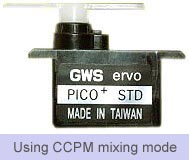 GWS ervo
PICO+ STD
MADE IN TAIWAN
Using CCPM mixing mode